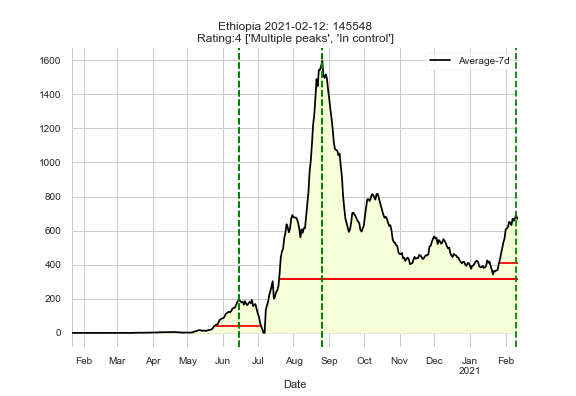 Ethiopia 2021-02-12: 145548
Rating:4 ['Multiple peaks', 'In control']
Average-7d
1600
1400
1200
1000
800
600
400
200
0
Feb Mar Apr May Jun Jul Aug Sep Oct Nov Dec Jan Feb
2021
Date